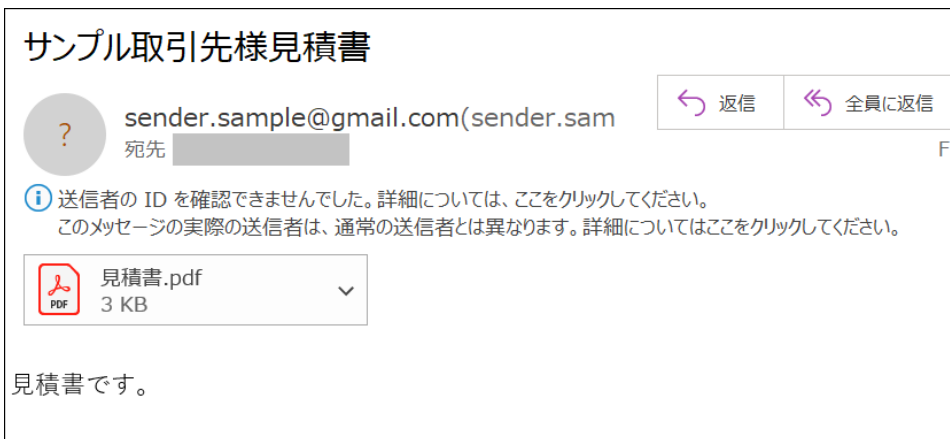 サンプル取引先様見積書
返信
全員に返信
?
sender.sample@gmail.com(sender.sam
宛先
F
送信者の ID を確認できませんでした。詳細については、ここをクリックしてください。
このメッセージの実際の送信者は、通常の送信者とは異なります。詳細についてはここをクリックしてください。
PDF
見積書.pdf
3 KB
見積書です。